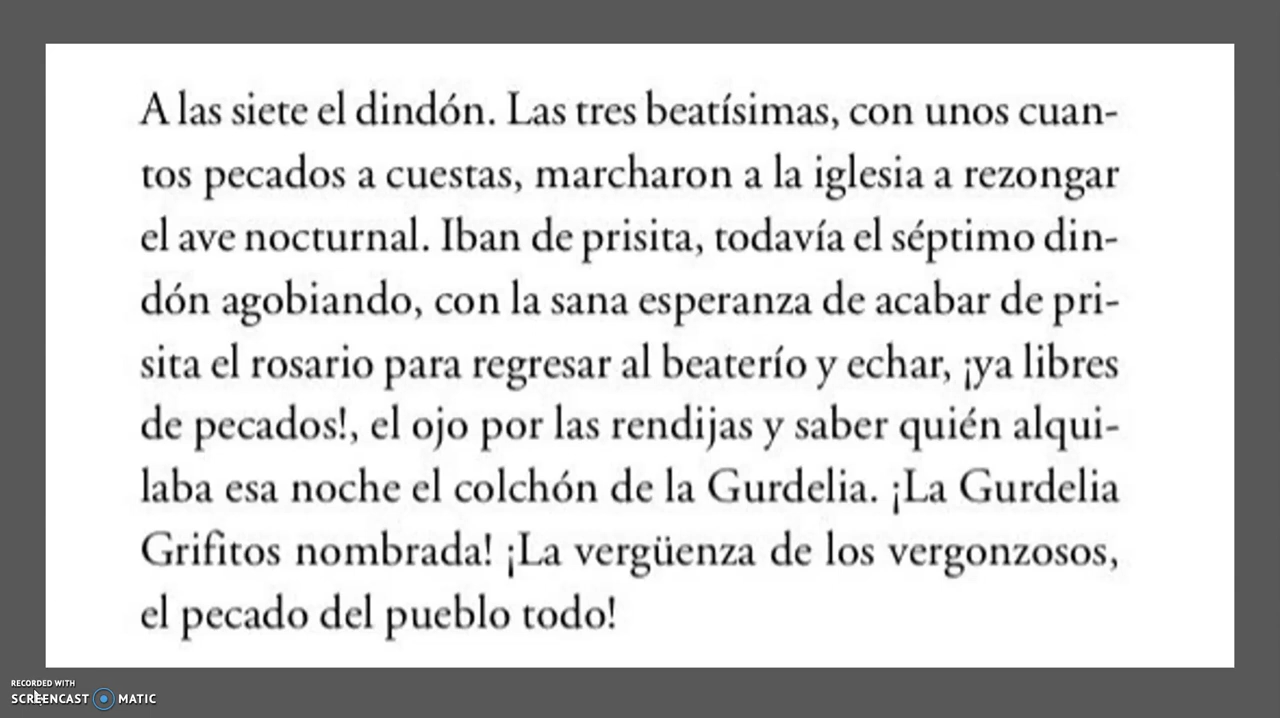 A las siete el dindón. Las tres beatísimas, con unos cuan-
tos pecados a cuestas, marcharon a la iglesia a rezongar
el ave nocturnal. Iban de prisita, todavía el séptimo din-
dón agobiando, con la sana esperanza de acabar de pri-
sita el rosario para regresar al beaterío y echar, ¡ya libres
de pecados!, el ojo por las rendijas y saber quién alqui-
laba esa noche el colchón de la Gurdelia. ¡La Gurdelia
Grifitos nombrada! ¡La vergüenza de los vergonzosos,
el pecado del pueblo todo!
RECORDED WITH
SCREENCAST MATIC